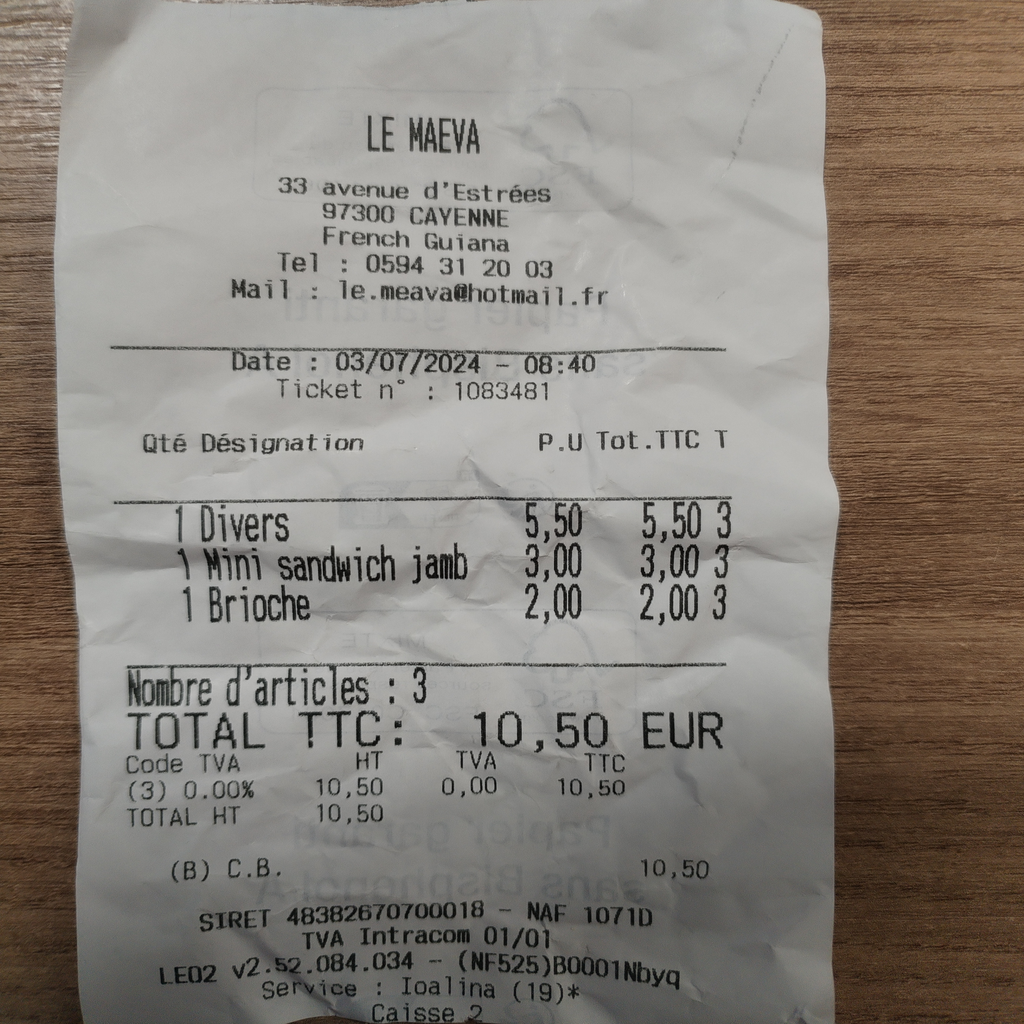 LE MAEVA
33 avenue d'Estrées
97300 CAYENNE
French Guiana
Tel : 0594 31 20 03
Mail : le.meava@hotmail.fr
Date : 03/07/2024 - 08:40
Ticket n° : 1083481
Qté Désignation P.U Tot.TTC T
1 Divers 5,50 5,50 3
1 Mini sandwich jamb 3,00 3,00 3
1 Brioche 2,00 2,00 3
Nombre d'articles : 3
TOTAL TTC: 10,50 EUR
Code TVA HT TVA TTC
(3) 0.00% 10,50 0,00 10,50
TOTAL HT 10,50
(B) C.B. 10,50
SIRET 48382670700018 - NAF 1071D
TVA Intracom 01/01
LEO2 v2.52.084.034 - (NF525)B0001Nbyq
Service : Ioalina (19)*
Caisse 2